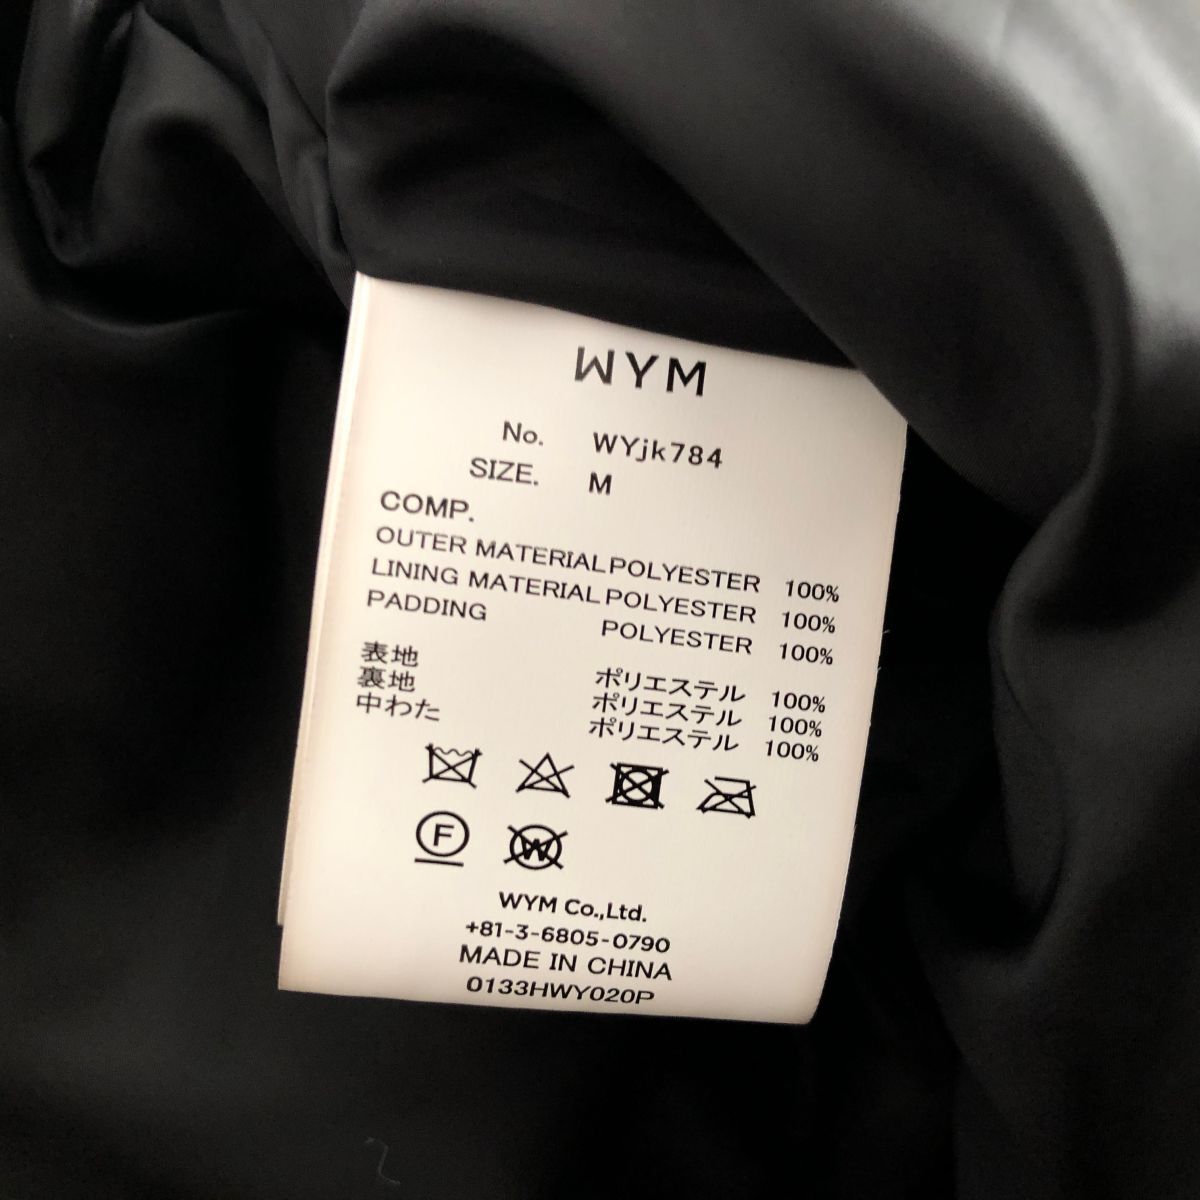 WYM
No. WYjk784
SIZE. M
COMP.
OUTER MATERIAL POLYESTER 100%
LINING MATERIAL POLYESTER 100%
PADDING POLYESTER 100%
表地 ポリエステル 100%
裏地 ポリエステル 100%
中わた ポリエステル 100%
F W
WYM Co.,Ltd.
+81-3-6805-0790
MADE IN CHINA
0133HWY020P